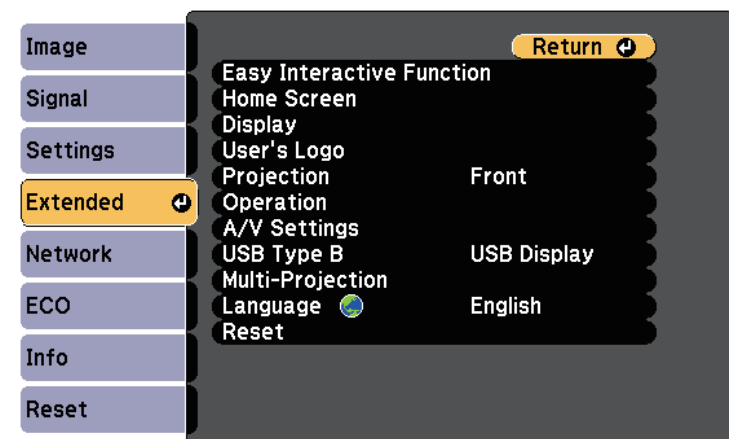 Image
Signal
Settings
Extended
Network
ECO
Info
Reset
Return
Easy Interactive Function
Home Screen
Display
User's Logo
Projection Front
Operation
A/V Settings
USB Type B USB Display
Multi-Projection
Language English
Reset